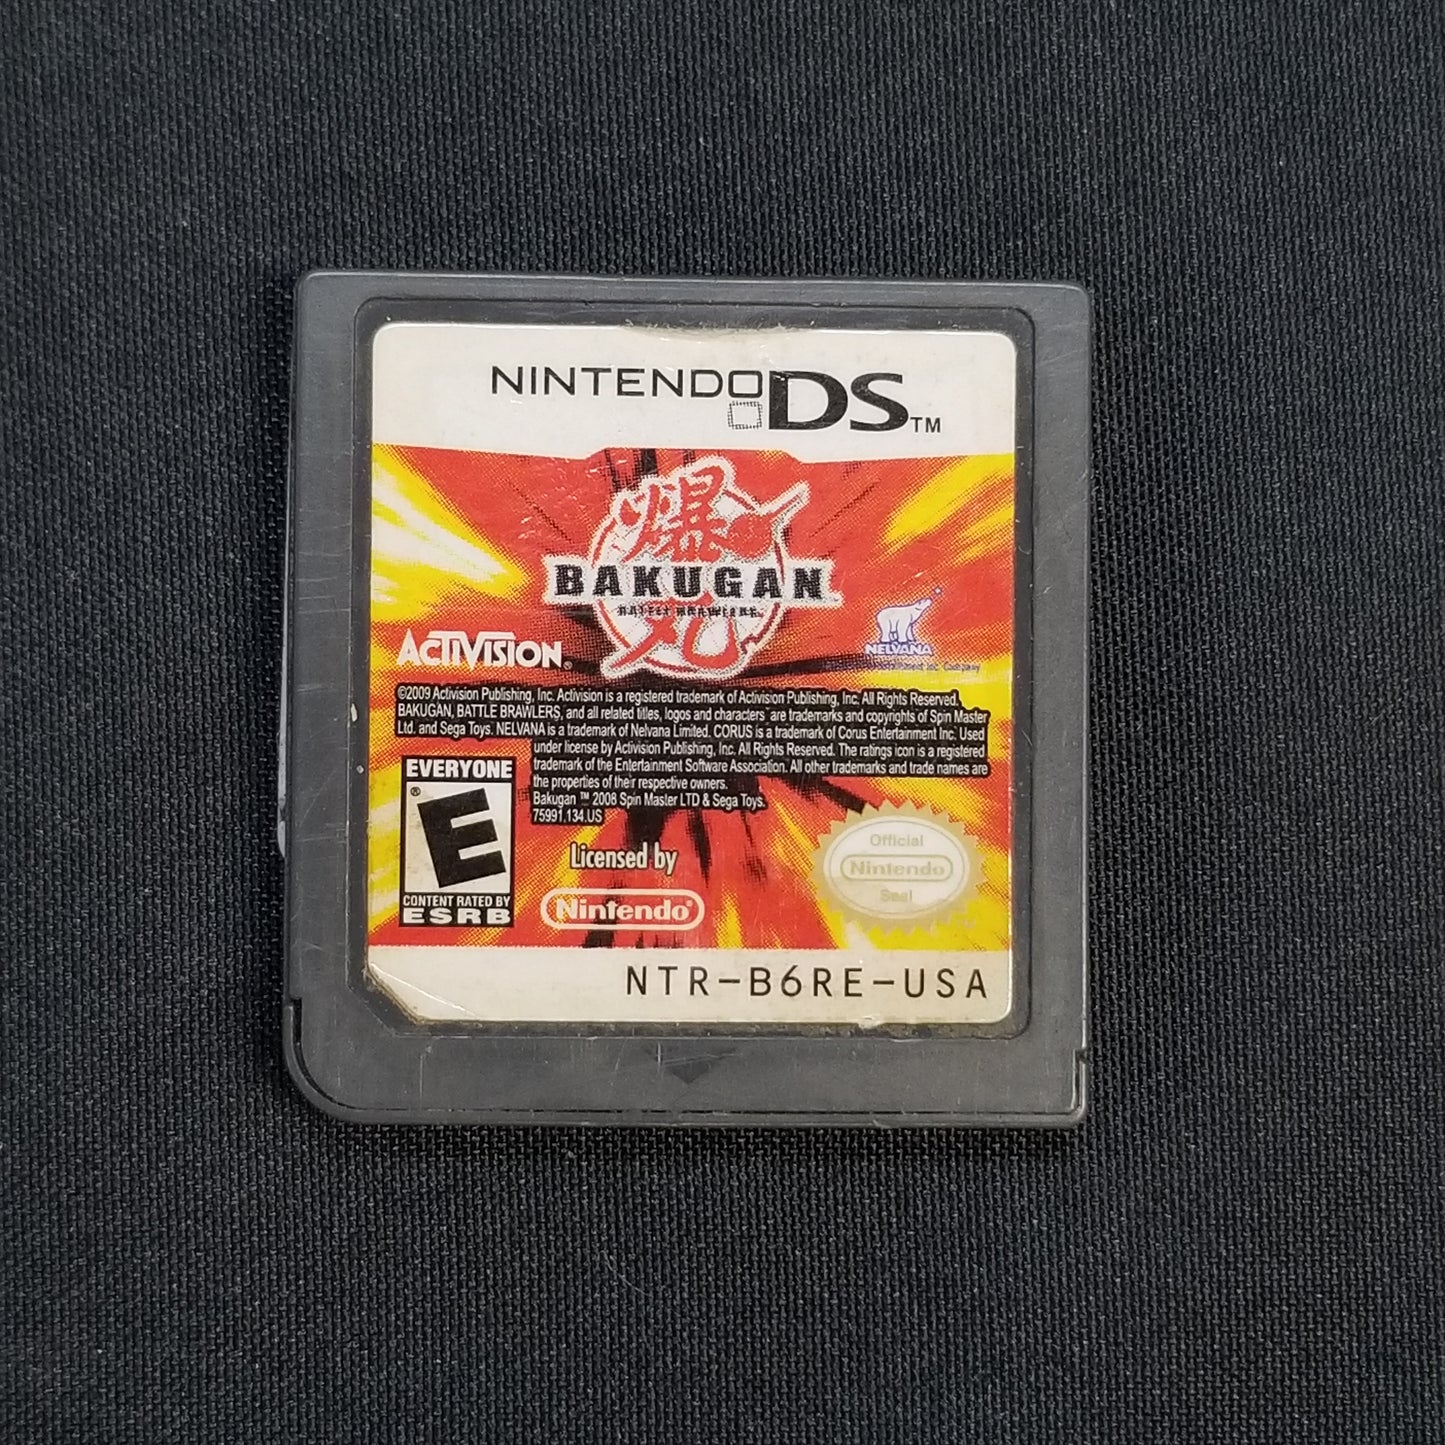 NINTENDO DS™
爆
BAKUGAN
BATTLE BRAWLERS™
丸
ACTIVISION®
NELVANA
Entertainment Inc. Company
©2009 Activision Publishing, Inc. Activision is a registered trademark of Activision Publishing, Inc. All Rights Reserved.
BAKUGAN, BATTLE BRAWLERS, and all related titles, logos and characters are trademarks and copyrights of Spin Master
Ltd. and Sega Toys. NELVANA is a trademark of Nelvana Limited. CORUS is a trademark of Corus Entertainment Inc. Used
under license by Activision Publishing, Inc. All Rights Reserved. The ratings icon is a registered
trademark of the Entertainment Software Association. All other trademarks and trade names are
the properties of their respective owners.
Bakugan ™ 2008 Spin Master LTD & Sega Toys.
75991.134.US
EVERYONE
E
®
CONTENT RATED BY
ESRB
Licensed by
Nintendo®
Official
Nintendo
Seal
NTR-B6RE-USA